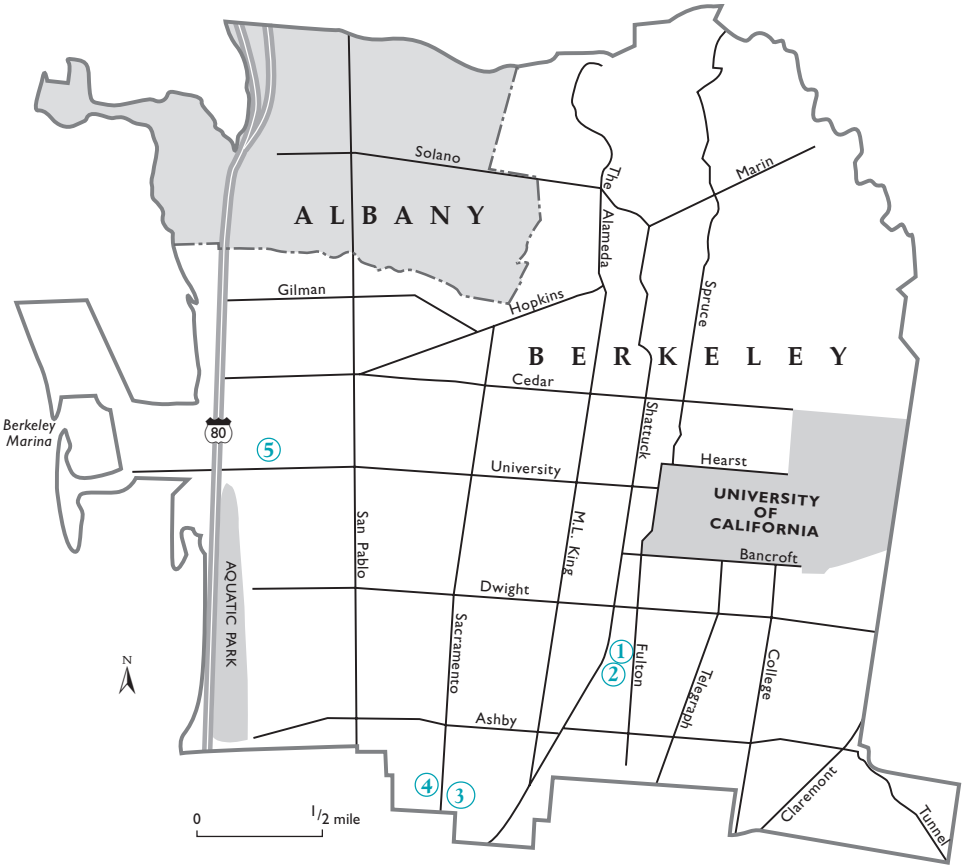 Solano
Marin
The
Alameda
ALBANY
Gilman
Hopkins
Spruce
BERKELEY
Cedar
Berkeley
Marina
80
5
Shattuck
Hearst
University
UNIVERSITY
OF
CALIFORNIA
San Pablo
M.L. King
Bancroft
AQUATIC PARK
Dwight
Sacramento
1
2
Fulton
Telegraph
College
N
Ashby
4
3
Claremont
Tunnel
0
1/2 mile